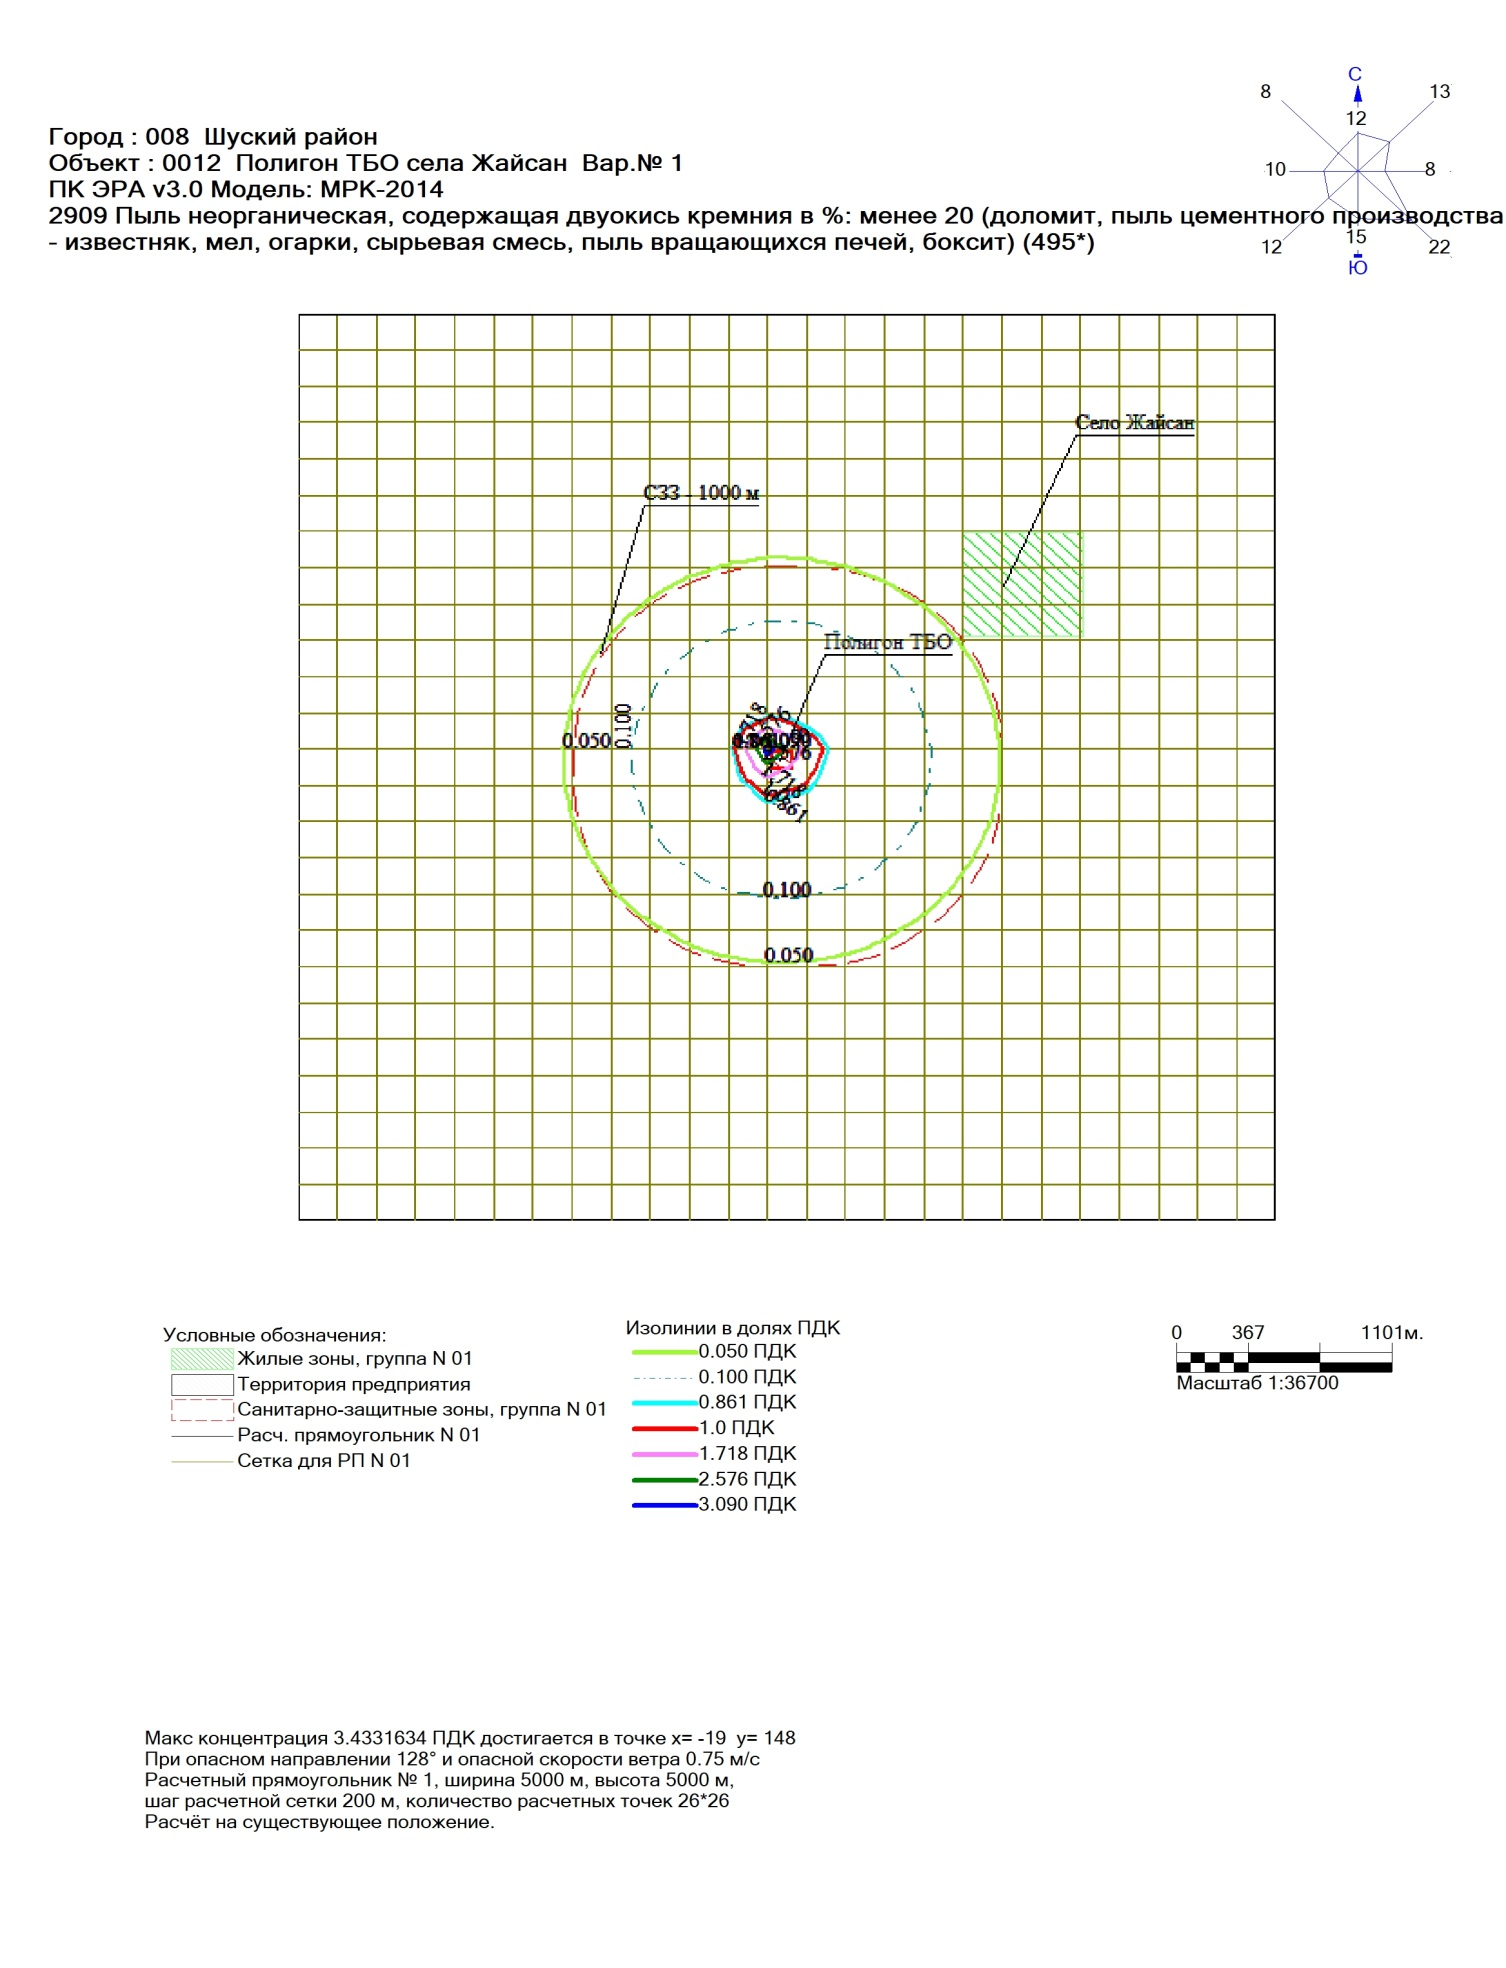 С
8
13
12
10
8
12
15
22
Ю
Город : 008 Шуский район
Объект : 0012 Полигон ТБО села Жайсан Вар.№ 1
ПК ЭРА v3.0 Модель: МРК-2014
2909 Пыль неорганическая, содержащая двуокись кремния в %: менее 20 (доломит, пыль цементного производства
- известняк, мел, огарки, сырьевая смесь, пыль вращающихся печей, боксит) (495*)
Село Жайсан
СЗЗ - 1000 м
Полигон ТБО
0.050
0.100
0.100
0.050
Условные обозначения:
Жилые зоны, группа N 01
Территория предприятия
Санитарно-защитные зоны, группа N 01
Расч. прямоугольник N 01
Сетка для РП N 01
Изолинии в долях ПДК
0.050 ПДК
0.100 ПДК
0.861 ПДК
1.0 ПДК
1.718 ПДК
2.576 ПДК
3.090 ПДК
0 367 1101м.
Масштаб 1:36700
Макс концентрация 3.4331634 ПДК достигается в точке x= -19 y= 148
При опасном направлении 128° и опасной скорости ветра 0.75 м/с
Расчетный прямоугольник № 1, ширина 5000 м, высота 5000 м,
шаг расчетной сетки 200 м, количество расчетных точек 26*26
Расчёт на существующее положение.